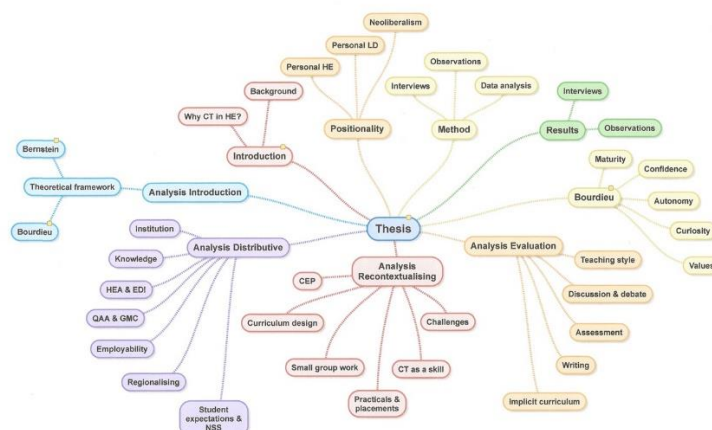 Neoliberalism
Personal LD
Personal HE
Positionality
Observations
Interviews
Data analysis
Method
Background
Why CT in HE?
Introduction
Interviews
Observations
Results
Bernstein
Theoretical framework
Bourdieu
Analysis Introduction
Thesis
Maturity
Confidence
Autonomy
Curiosity
Values
Bourdieu
Analysis Distributive
Institution
Knowledge
HEA & EDI
QAA & GMC
Employability
Regionalising
Student
expectations &
NSS
Analysis
Recontextualising
CEP
Curriculum design
Small group work
Practicals &
placements
CT as a skill
Challenges
Analysis Evaluation
Teaching style
Discussion & debate
Assessment
Writing
Implicit curriculum